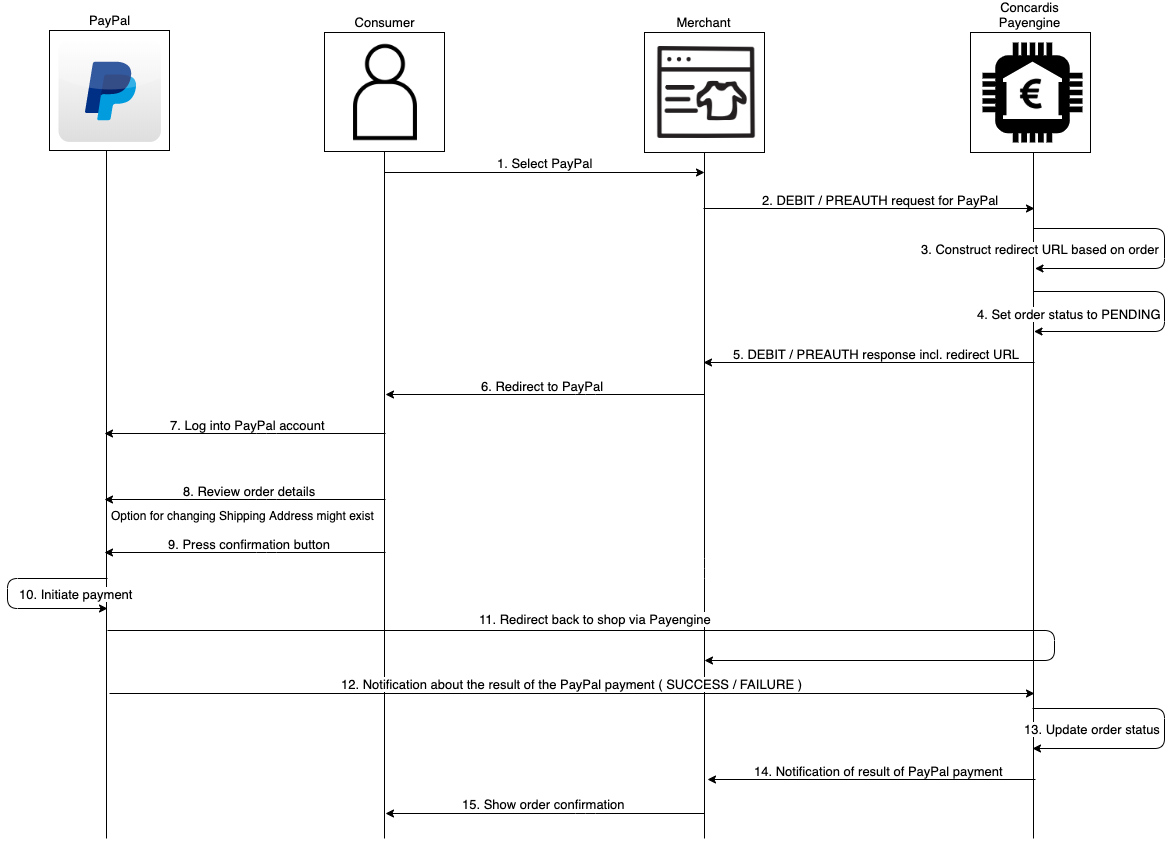 PayPal
Consumer
Merchant
Concardis
Payengine
€
1. Select PayPal
2. DEBIT / PREAUTH request for PayPal
3. Construct redirect URL based on order
4. Set order status to PENDING
5. DEBIT / PREAUTH response incl. redirect URL
6. Redirect to PayPal
7. Log into PayPal account
8. Review order details
Option for changing Shipping Address might exist
9. Press confirmation button
10. Initiate payment
11. Redirect back to shop via Payengine
12. Notification about the result of the PayPal payment ( SUCCESS / FAILURE )
13. Update order status
14. Notification of result of PayPal payment
15. Show order confirmation